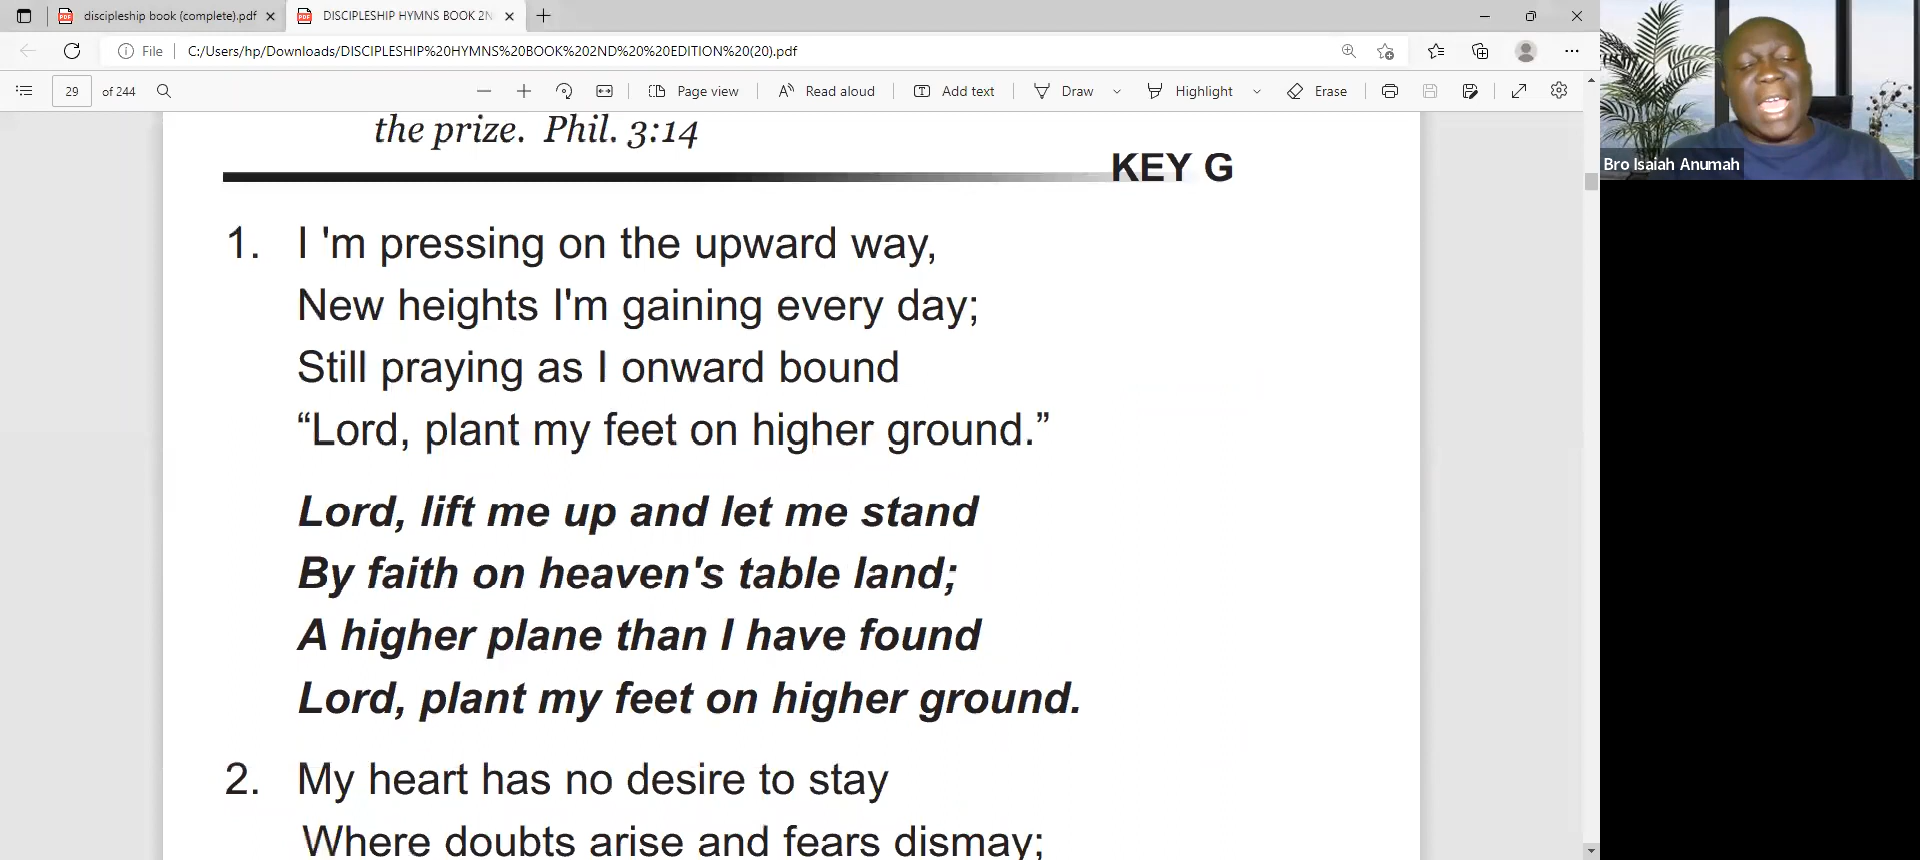 discipleship book (complete).pdf
DISCIPLESHIP HYMNS BOOK 2N
File C:/Users/hp/Downloads/DISCIPLESHIP%20HYMNS%20BOOK%202ND%20%20EDITION%20(20).pdf
29 of 244 Page view Read aloud Add text Draw Highlight Erase
the prize. Phil. 3:14
KEY G
1. I 'm pressing on the upward way,
New heights I'm gaining every day;
Still praying as I onward bound
“Lord, plant my feet on higher ground.”
Lord, lift me up and let me stand
By faith on heaven's table land;
A higher plane than I have found
Lord, plant my feet on higher ground.
2. My heart has no desire to stay
Where doubts arise and fears dismay;
Bro Isaiah Anumah